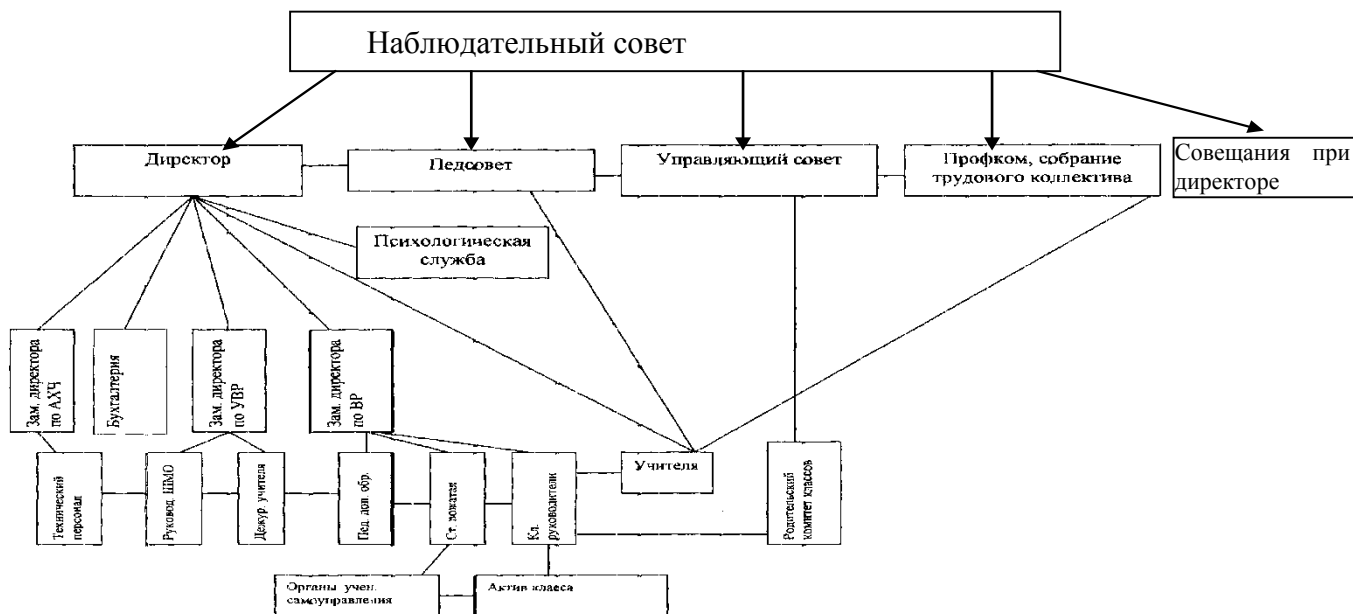 Наблюдательный совет
Директор
Педсовет
Управляющий совет
Профком, собрание
трудового коллектива
Совещания при
директоре
Психологическая
служба
Зам. директора
по АХЧ
Бухгалтерия
Зам. директора
по УВР
Зам. директора
по ВР
Технический
персонал
Руковод. ШМО
Дежур. учителя
Пед. доп. обр.
Ст. вожатая
Кл.
руководители
Учителя
Родительский
комитет классов
Органы учен.
самоуправления
Актив класса